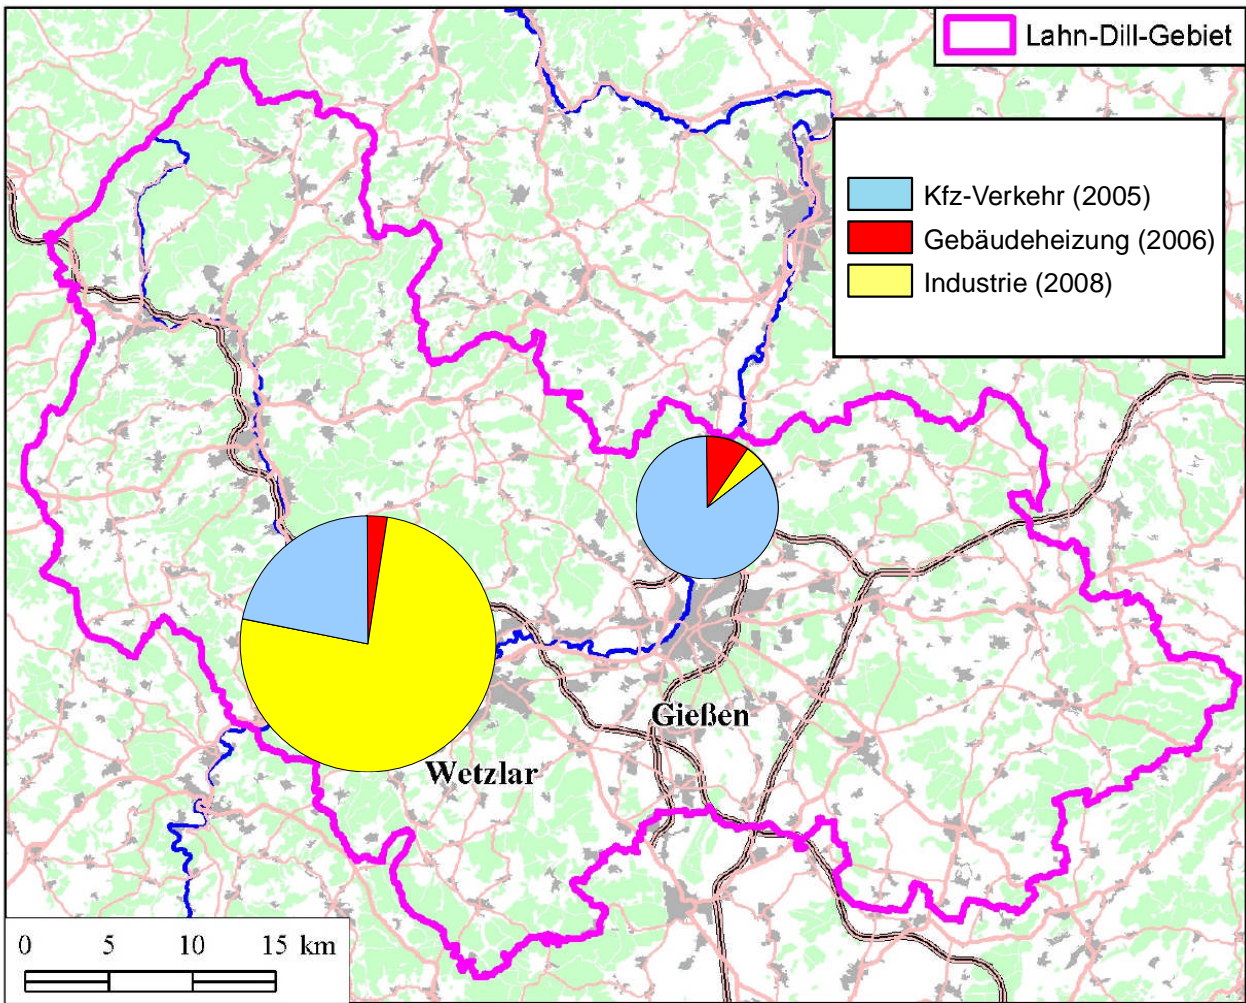 Lahn-Dill-Gebiet
Kfz-Verkehr (2005)
Gebäudeheizung (2006)
Industrie (2008)
Gießen
Wetzlar
0 5 10 15 km